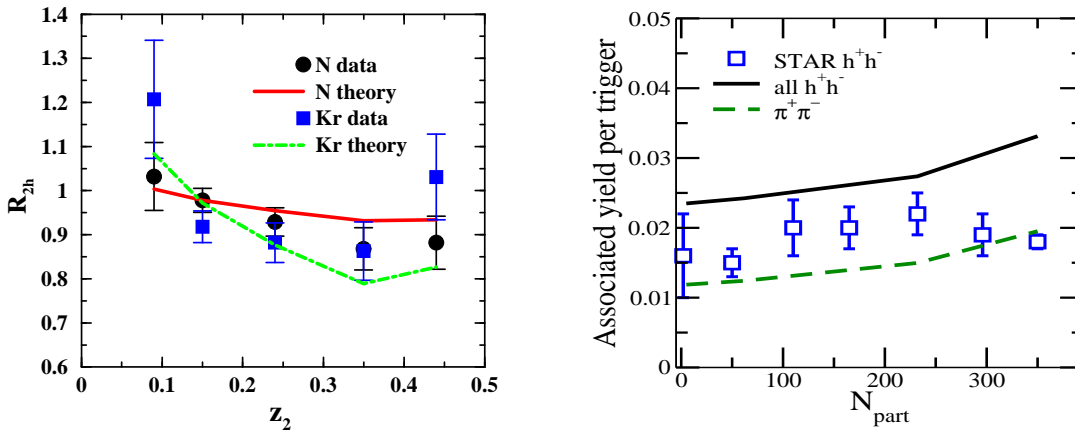 1.4
1.3
1.2
1.1
1
0.9
0.8
0.7
0.6
R2h
0
0.1
0.2
0.3
0.4
0.5
z2
N data
N theory
Kr data
Kr theory
0.05
0.04
0.03
0.02
0.01
0
Associated yield per trigger
0
100
200
300
Npart
STAR h+h-
all h+h-
π+π−